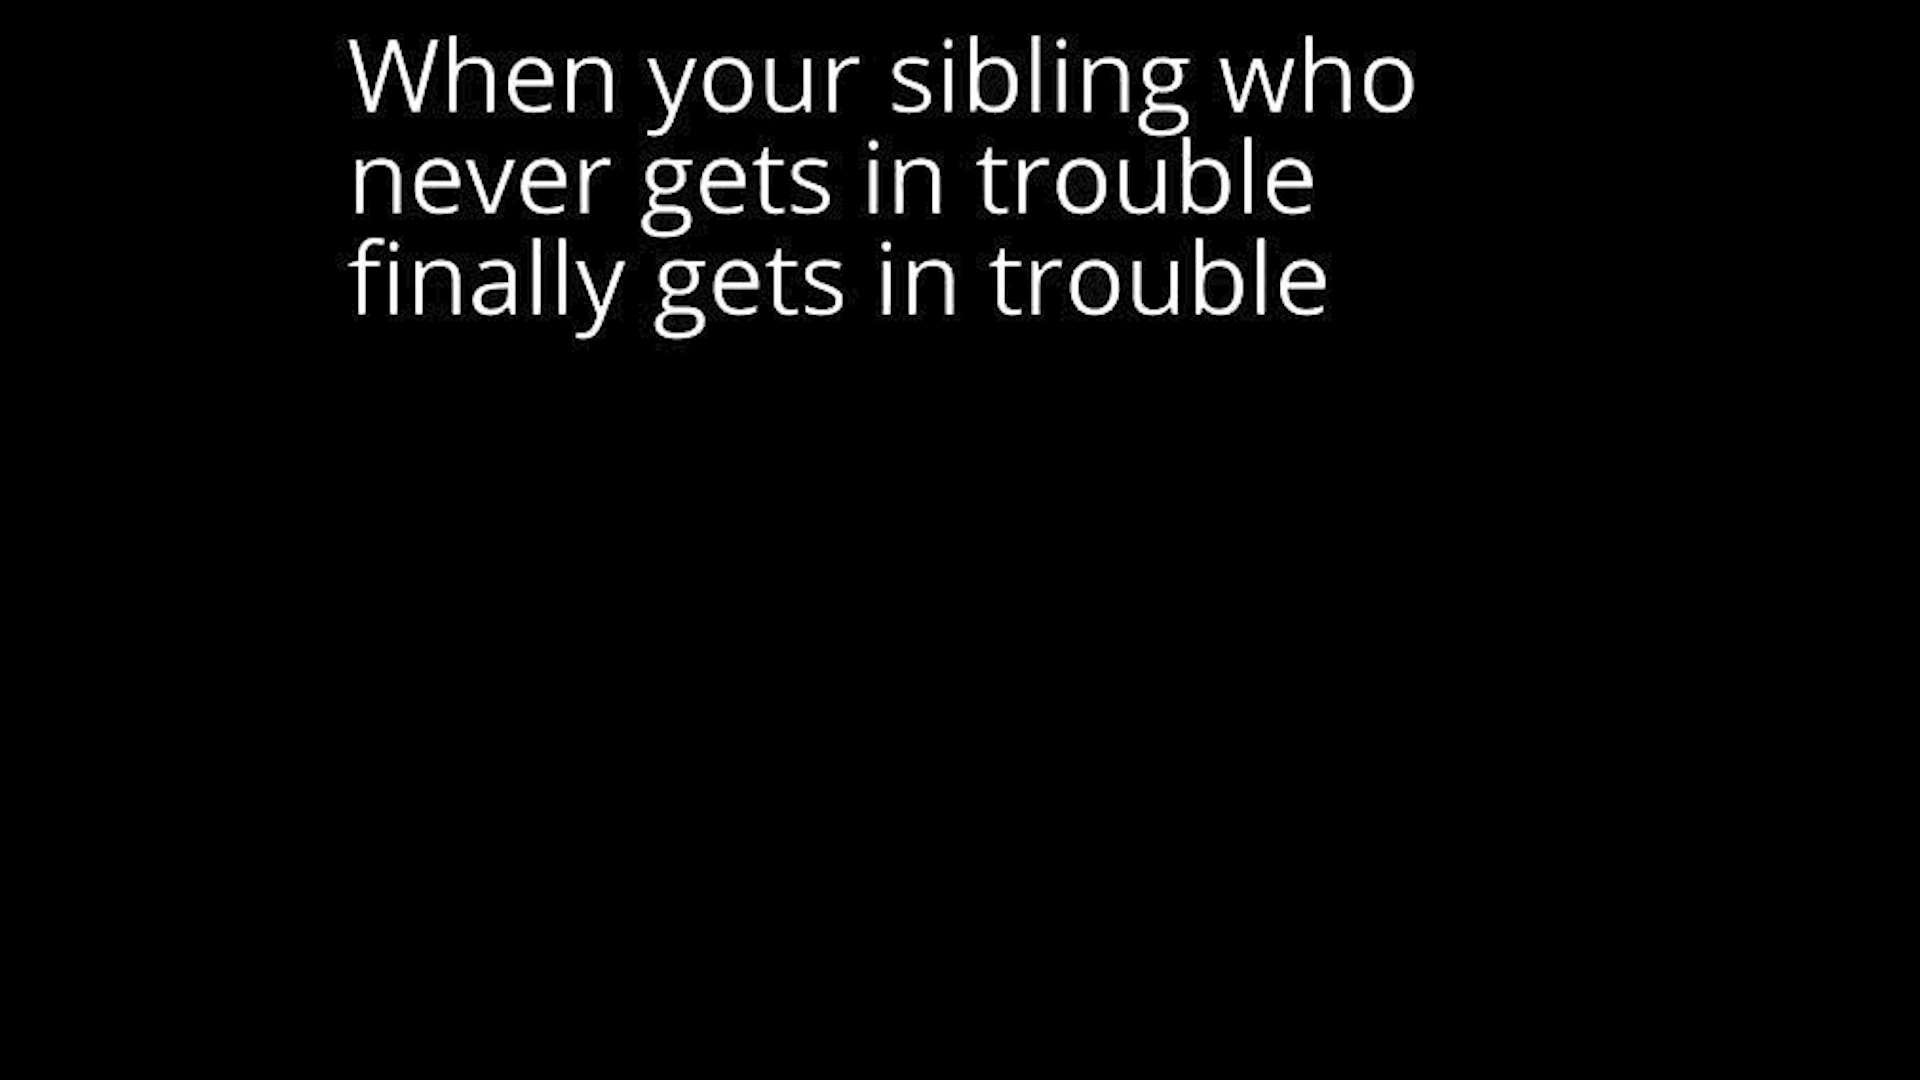 When your sibling who
never gets in trouble
finally gets in trouble